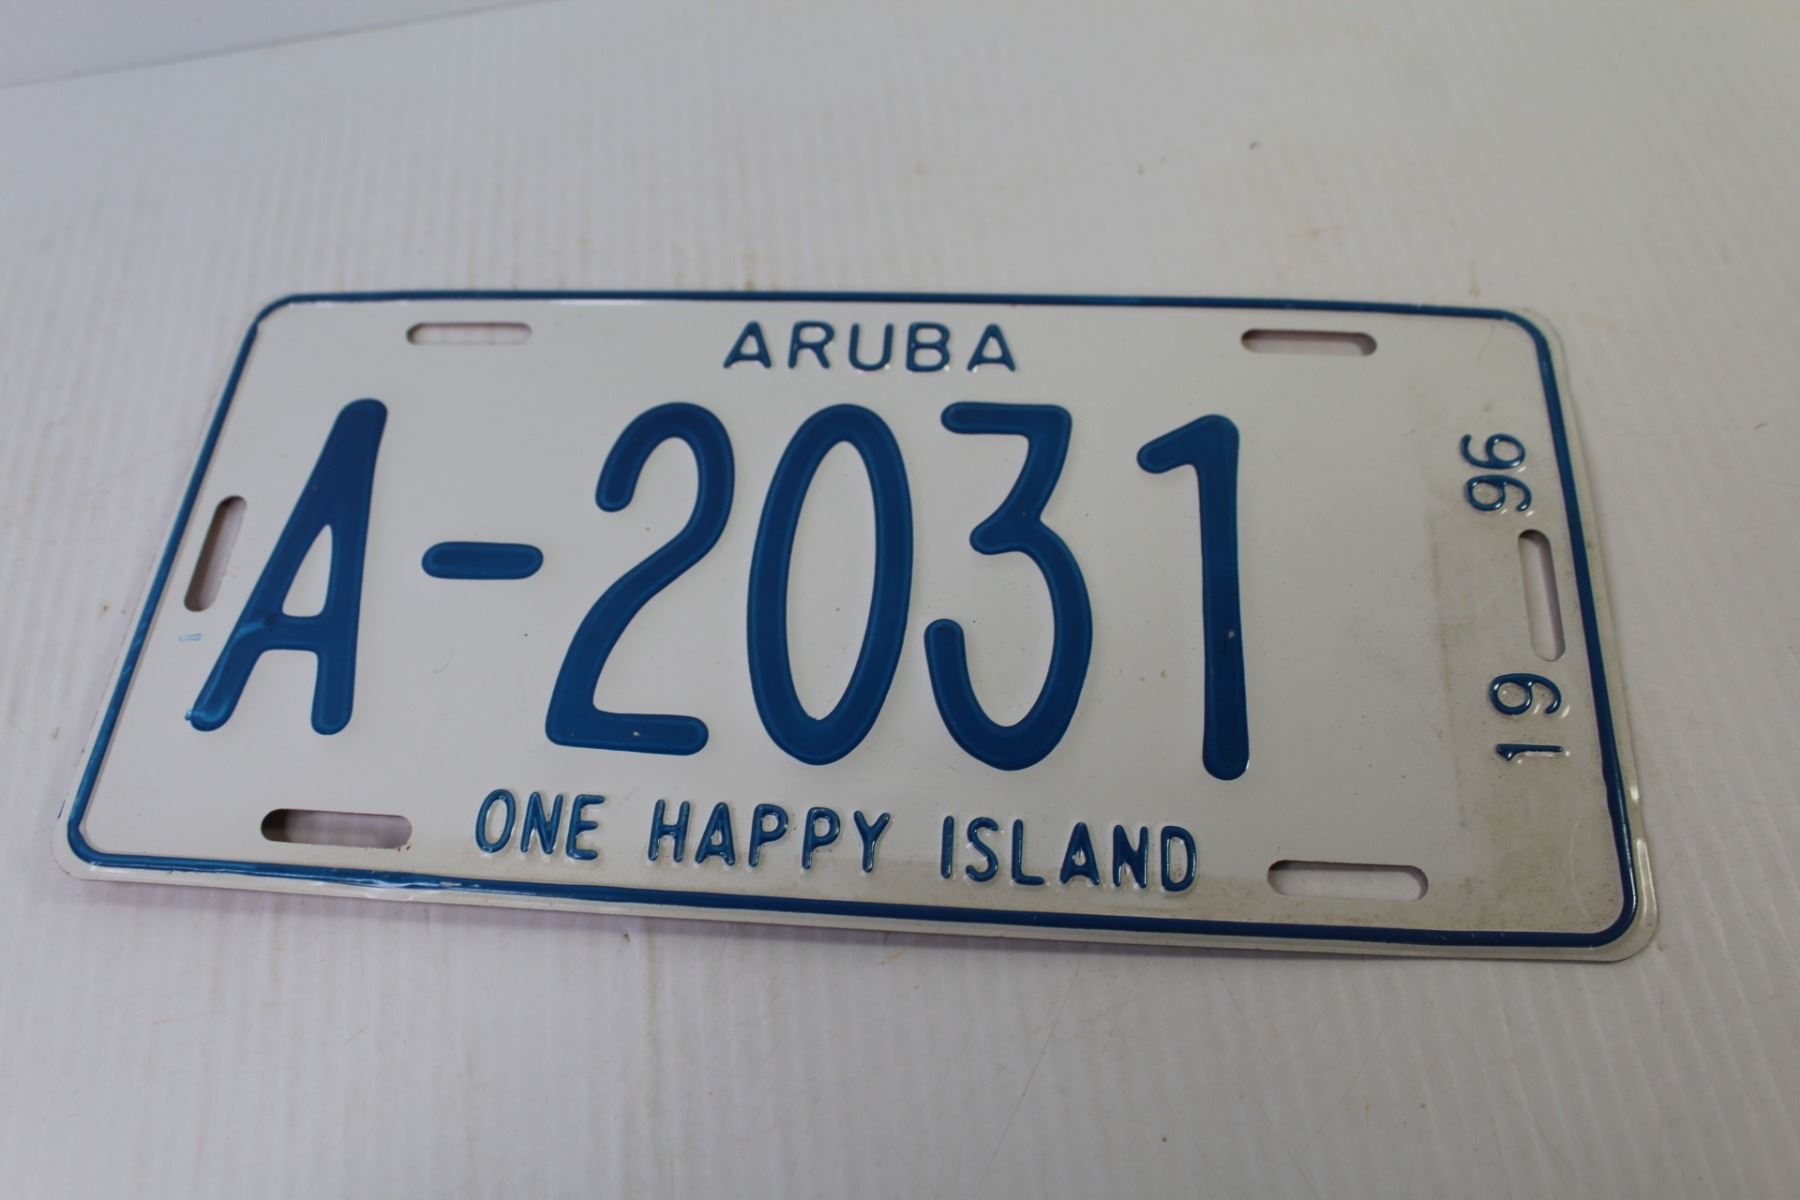 ARUBA
A-2031
19 96
ONE HAPPY ISLAND